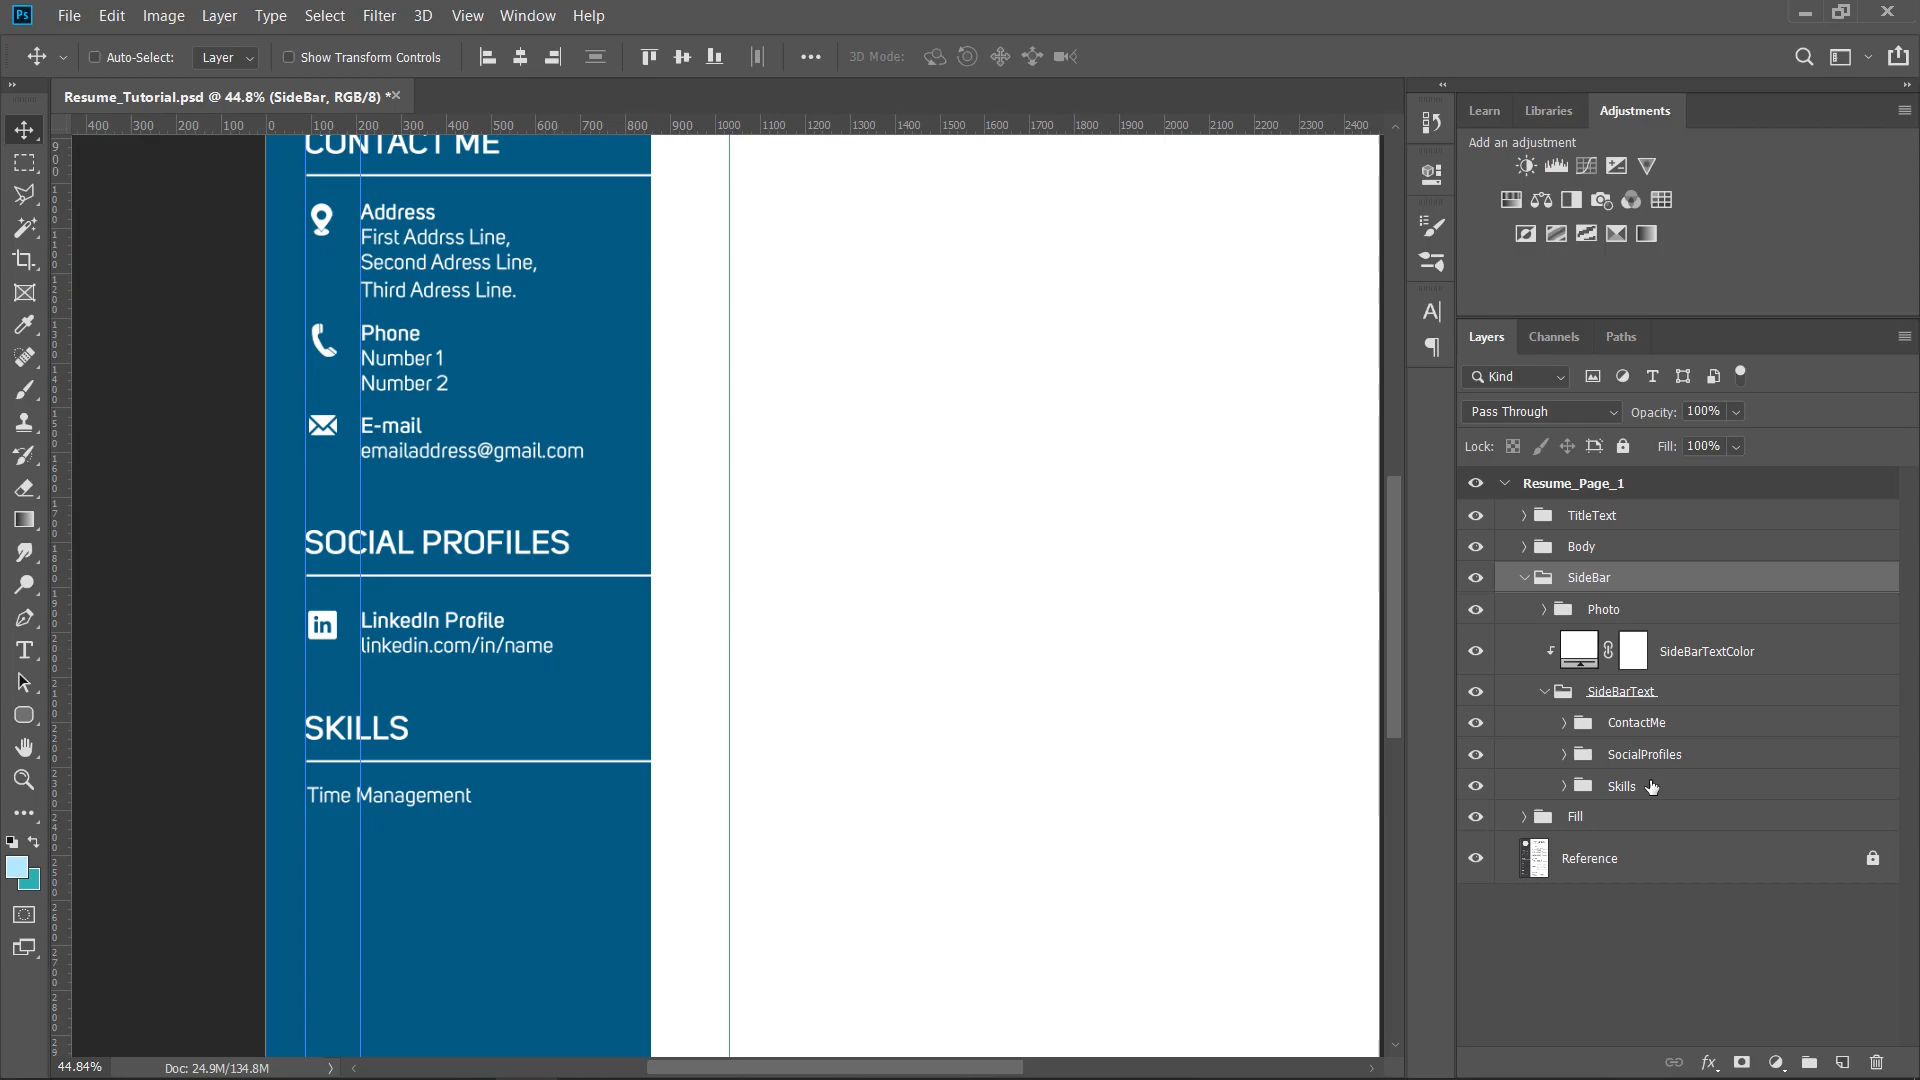 Ps File Edit Image Layer Type Select Filter 3D View Window Help
Auto-Select: Layer Show Transform Controls 3D Mode:
Resume_Tutorial.psd @ 44.8% (SideBar, RGB/8) *
400 300 200 100 0 100 200 300 400 500 600 700 800 900 1000 1100 1200 1300 1400 1500 1600 1700 1800 1900 2000 2100 2200 2300 2400
CONTACT ME
Address
First Addrss Line,
Second Adress Line,
Third Adress Line.
Phone
Number 1
Number 2
E-mail
emailaddress@gmail.com
SOCIAL PROFILES
in
LinkedIn Profile
linkedin.com/in/name
SKILLS
Time Management
44.84% Doc: 24.9M/134.8M
Learn Libraries Adjustments
Add an adjustment
Layers Channels Paths
Kind
Pass Through Opacity: 100%
Lock: Fill: 100%
Resume_Page_1
TitleText
Body
SideBar
Photo
SideBarTextColor
SideBarText
ContactMe
SocialProfiles
Skills
Fill
Reference
fx